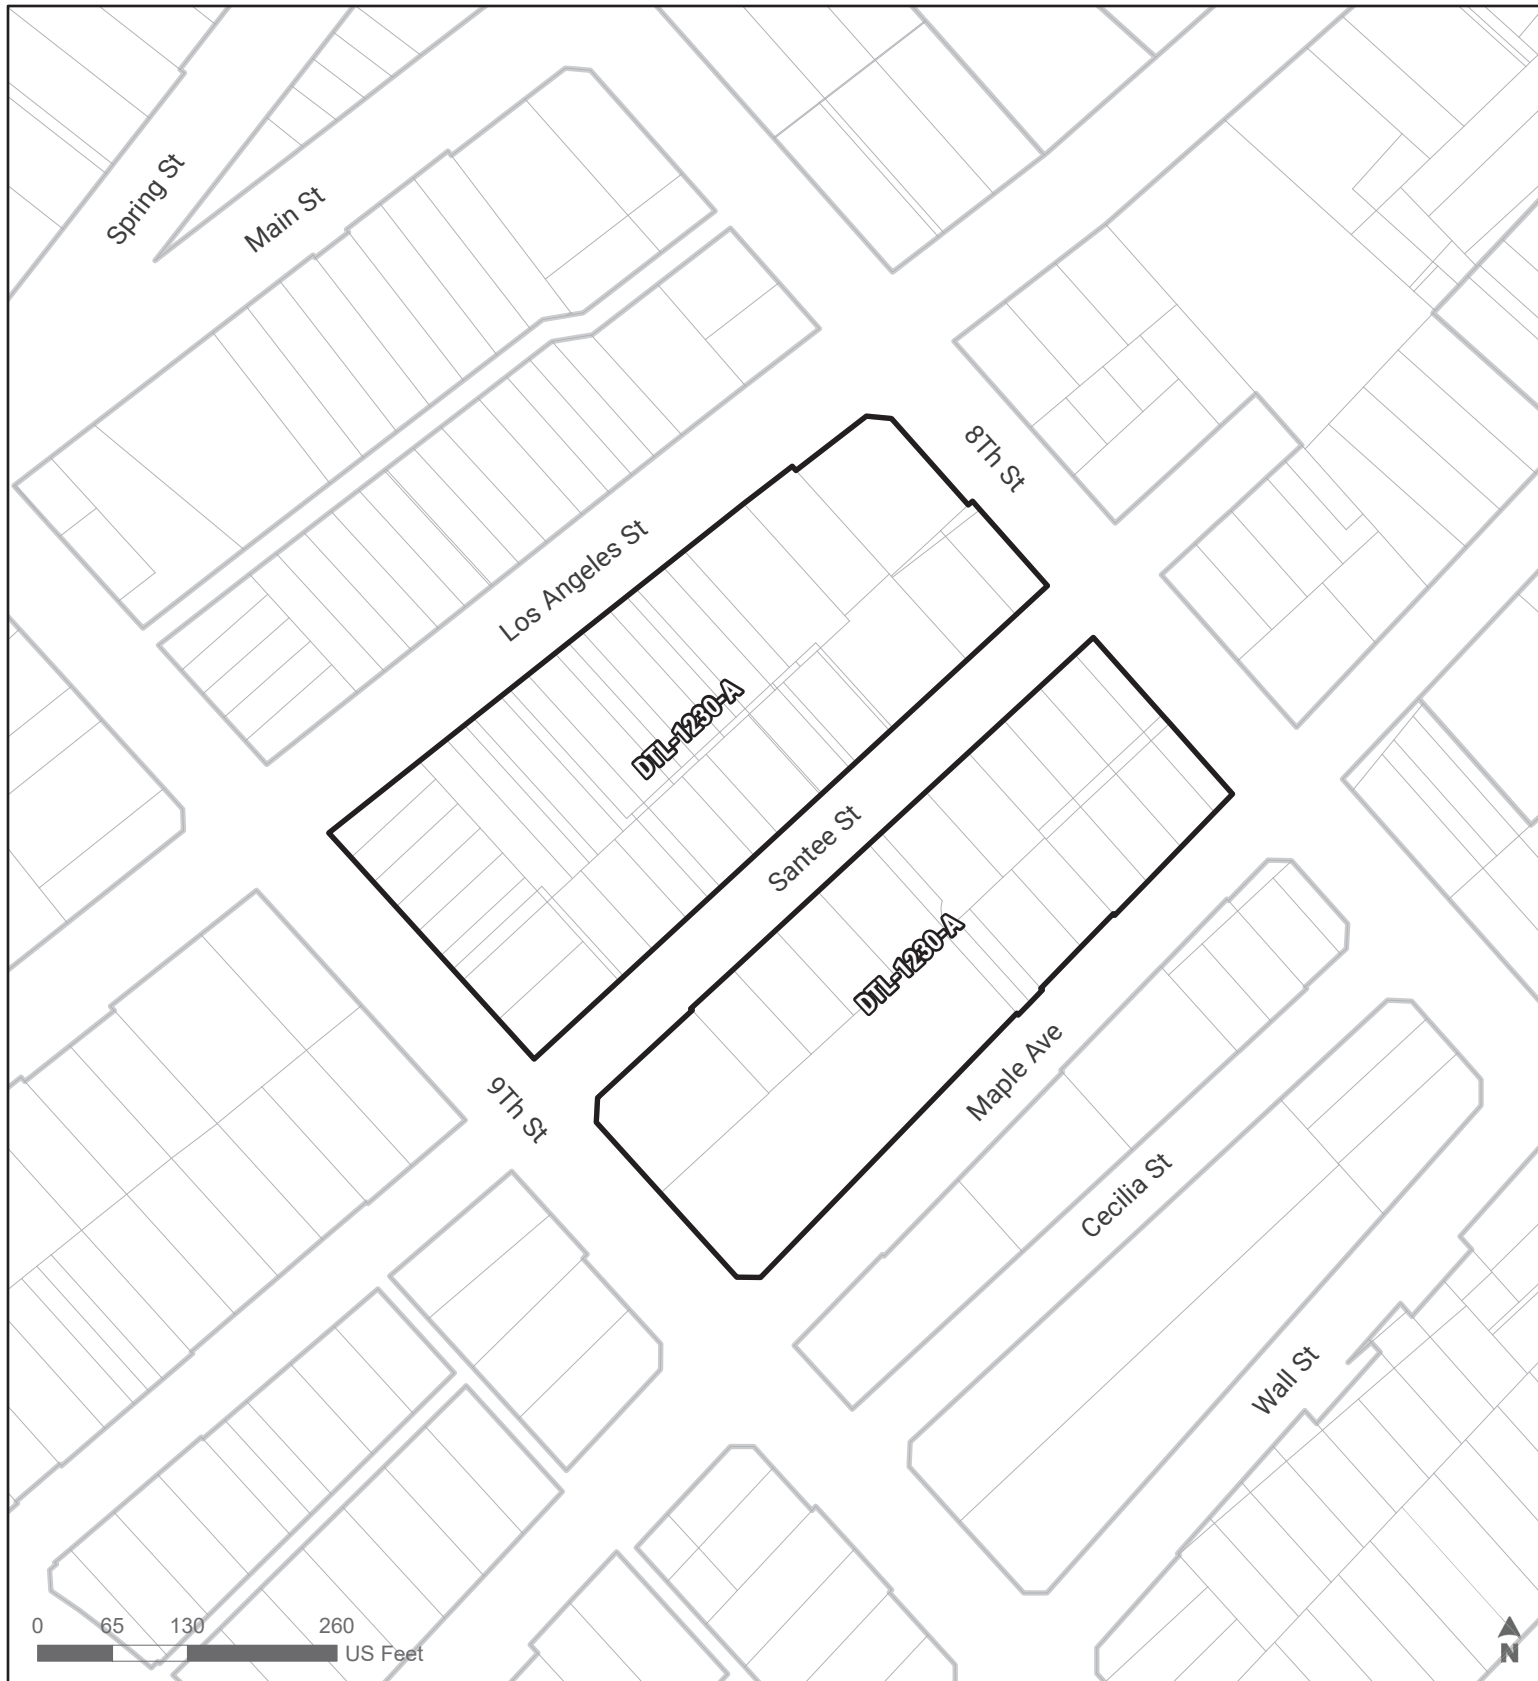 Spring St
Main St
8Th St
Los Angeles St
DTL-1230-A
Santee St
DTL-1230-A
Maple Ave
9Th St
Cecilia St
Wall St
0 65 130 260
US Feet
N